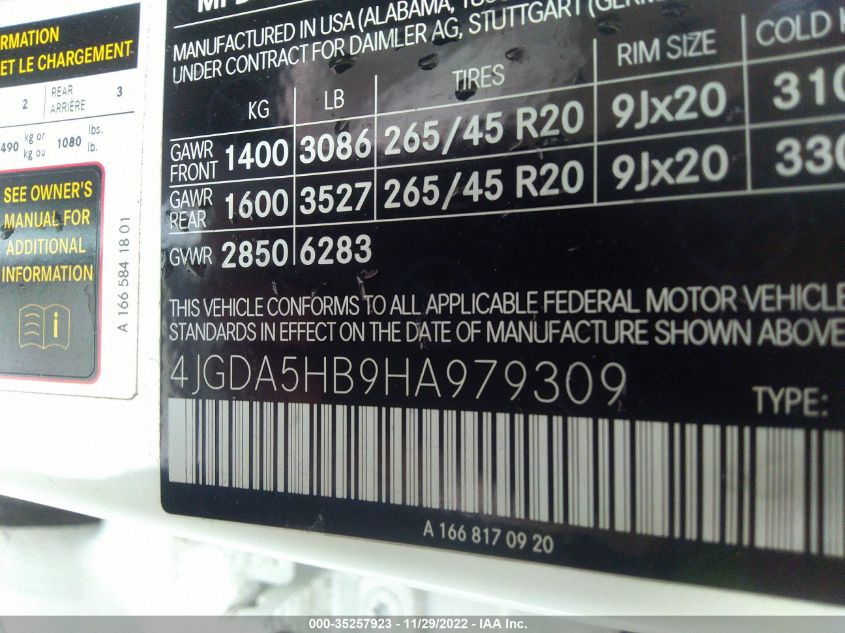 RMATION
ET LE CHARGEMENT
2 REAR ARRIÈRE 3
490 kg or kg ou 1080 lbs. lb.
SEE OWNER'S
MANUAL FOR
ADDITIONAL
INFORMATION
A 166 584 18 01
MANUFACTURED IN USA (ALABAMA,
UNDER CONTRACT FOR DAIMLER AG, STUTTGART
KG LB TIRES RIM SIZE COLD
GAWR FRONT 1400 3086 265/45 R20 9Jx20 310
GAWR REAR 1600 3527 265/45 R20 9Jx20 330
GVWR 2850 6283
THIS VEHICLE CONFORMS TO ALL APPLICABLE FEDERAL MOTOR VEHICLE
STANDARDS IN EFFECT ON THE DATE OF MANUFACTURE SHOWN ABOVE
4JGDA5HB9HA979309
TYPE:
A 166 817 09 20
000-35257923 - 11/29/2022 - IAA Inc.